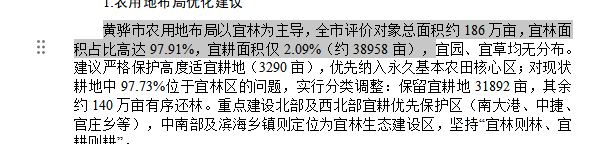 1.农用地布局优化建议
黄骅市农用地布局以宜林为主导，全市评价对象总面积约 186 万亩，宜林面
积占比高达 97.91%，宜耕面积仅 2.09%（约 38958 亩），宜园、宜草均无分布。
建议严格保护高度适宜耕地（3290 亩），优先纳入永久基本农田核心区；对现状
耕地中 97.73%位于宜林区的问题，实行分类调整：保留宜耕地 31892 亩，其余
约 140 万亩有序还林。重点建设北部及西北部宜耕优先保护区（南大港、中捷、
官庄乡等），中南部及滨海乡镇则定位为宜林生态建设区，坚持“宜林则林、宜
耕则耕”。